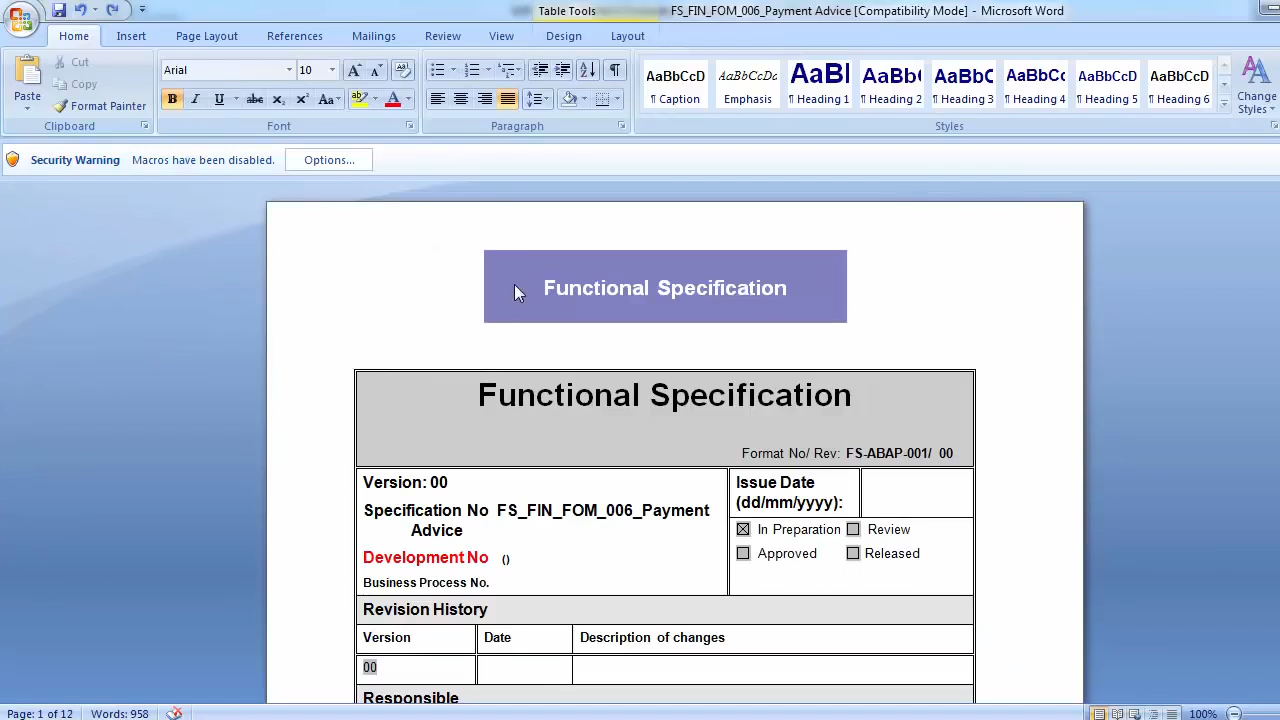 Table Tools
FS_FIN_FOM_006_Payment Advice [Compatibility Mode] - Microsoft Word
Home Insert Page Layout References Mailings Review View Design Layout
Paste
Cut
Copy
Format Painter
Clipboard
Arial 10
Font
Paragraph
AaBbCcD AaBbCcDc AaBl AaBb( AaBbC AaBbCc AaBbCcD AaBbCcD
¶ Caption Emphasis ¶ Heading 1 ¶ Heading 2 ¶ Heading 3 ¶ Heading 4 ¶ Heading 5 ¶ Heading 6
Change
Styles
Styles
Security Warning Macros have been disabled. Options...
Functional Specification
Functional Specification
Format No/ Rev: FS-ABAP-001/ 00
Version: 00
Specification No FS_FIN_FOM_006_Payment
Advice
Development No ()
Business Process No.
Issue Date
(dd/mm/yyyy):
In Preparation Review
Approved Released
Revision History
Version Date Description of changes
00
Responsible
Page: 1 of 12 Words: 958 100%